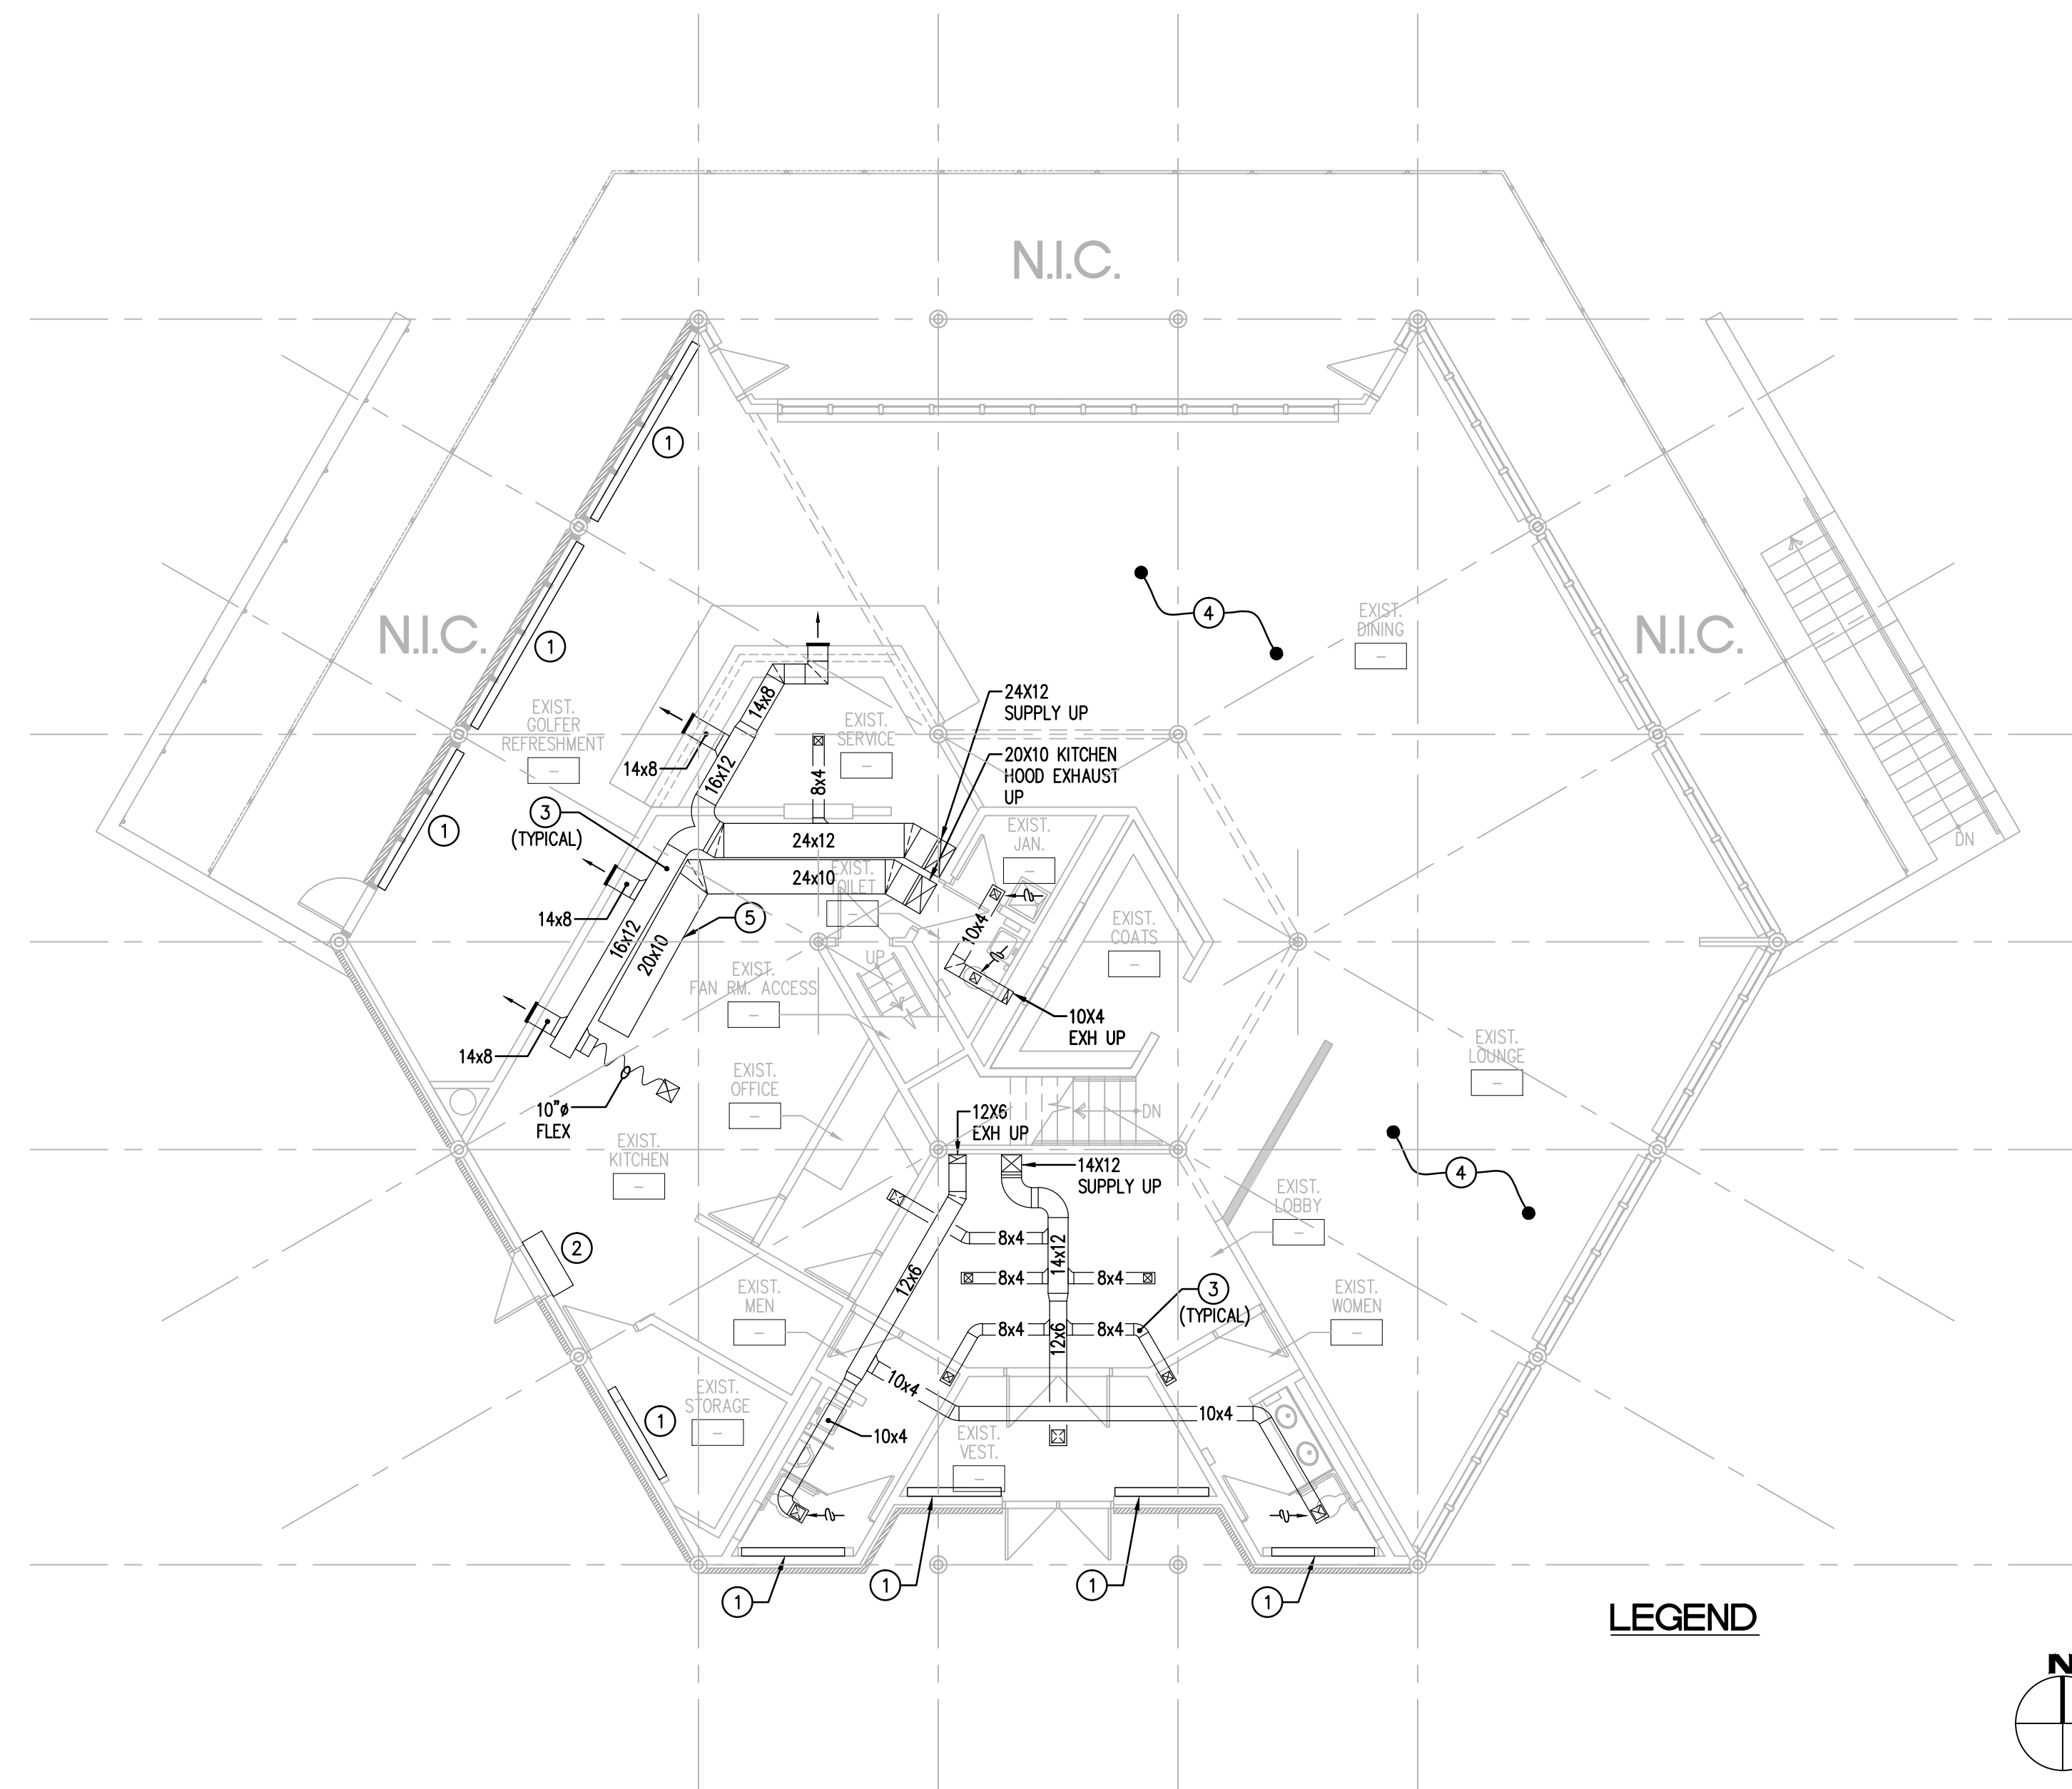 N.I.C.
1
4
EXIST.
DINING
–
N.I.C.
1
N.I.C.
24X12
SUPPLY UP
14x8
EXIST.
GOLFER
REFRESHMENT
–
EXIST.
SERVICE
–
20X10 KITCHEN
HOOD EXHAUST
UP
14x8
16x12
8x4
3
(TYPICAL)
1
24x12
EXIST.
JAN.
–
DN
24x10
EXIST.
TOILET
–
14x8
5
10x4
EXIST.
COATS
–
16x12
20x10
UP
EXIST.
FAN RM. ACCESS
–
10X4
EXH UP
14x8
EXIST.
LOUNGE
–
EXIST.
OFFICE
–
10"ø
FLEX
12X6
EXH UP
DN
EXIST.
KITCHEN
–
14X12
SUPPLY UP
4
EXIST.
LOBBY
–
2
8x4
14x12
12x6
8x4
8x4
3
(TYPICAL)
EXIST.
MEN
–
EXIST.
WOMEN
–
8x4
12x6
8x4
10x4
EXIST.
STORAGE
–
1
10x4
10x4
EXIST.
VEST.
–
1
1
1
1
LEGEND
N